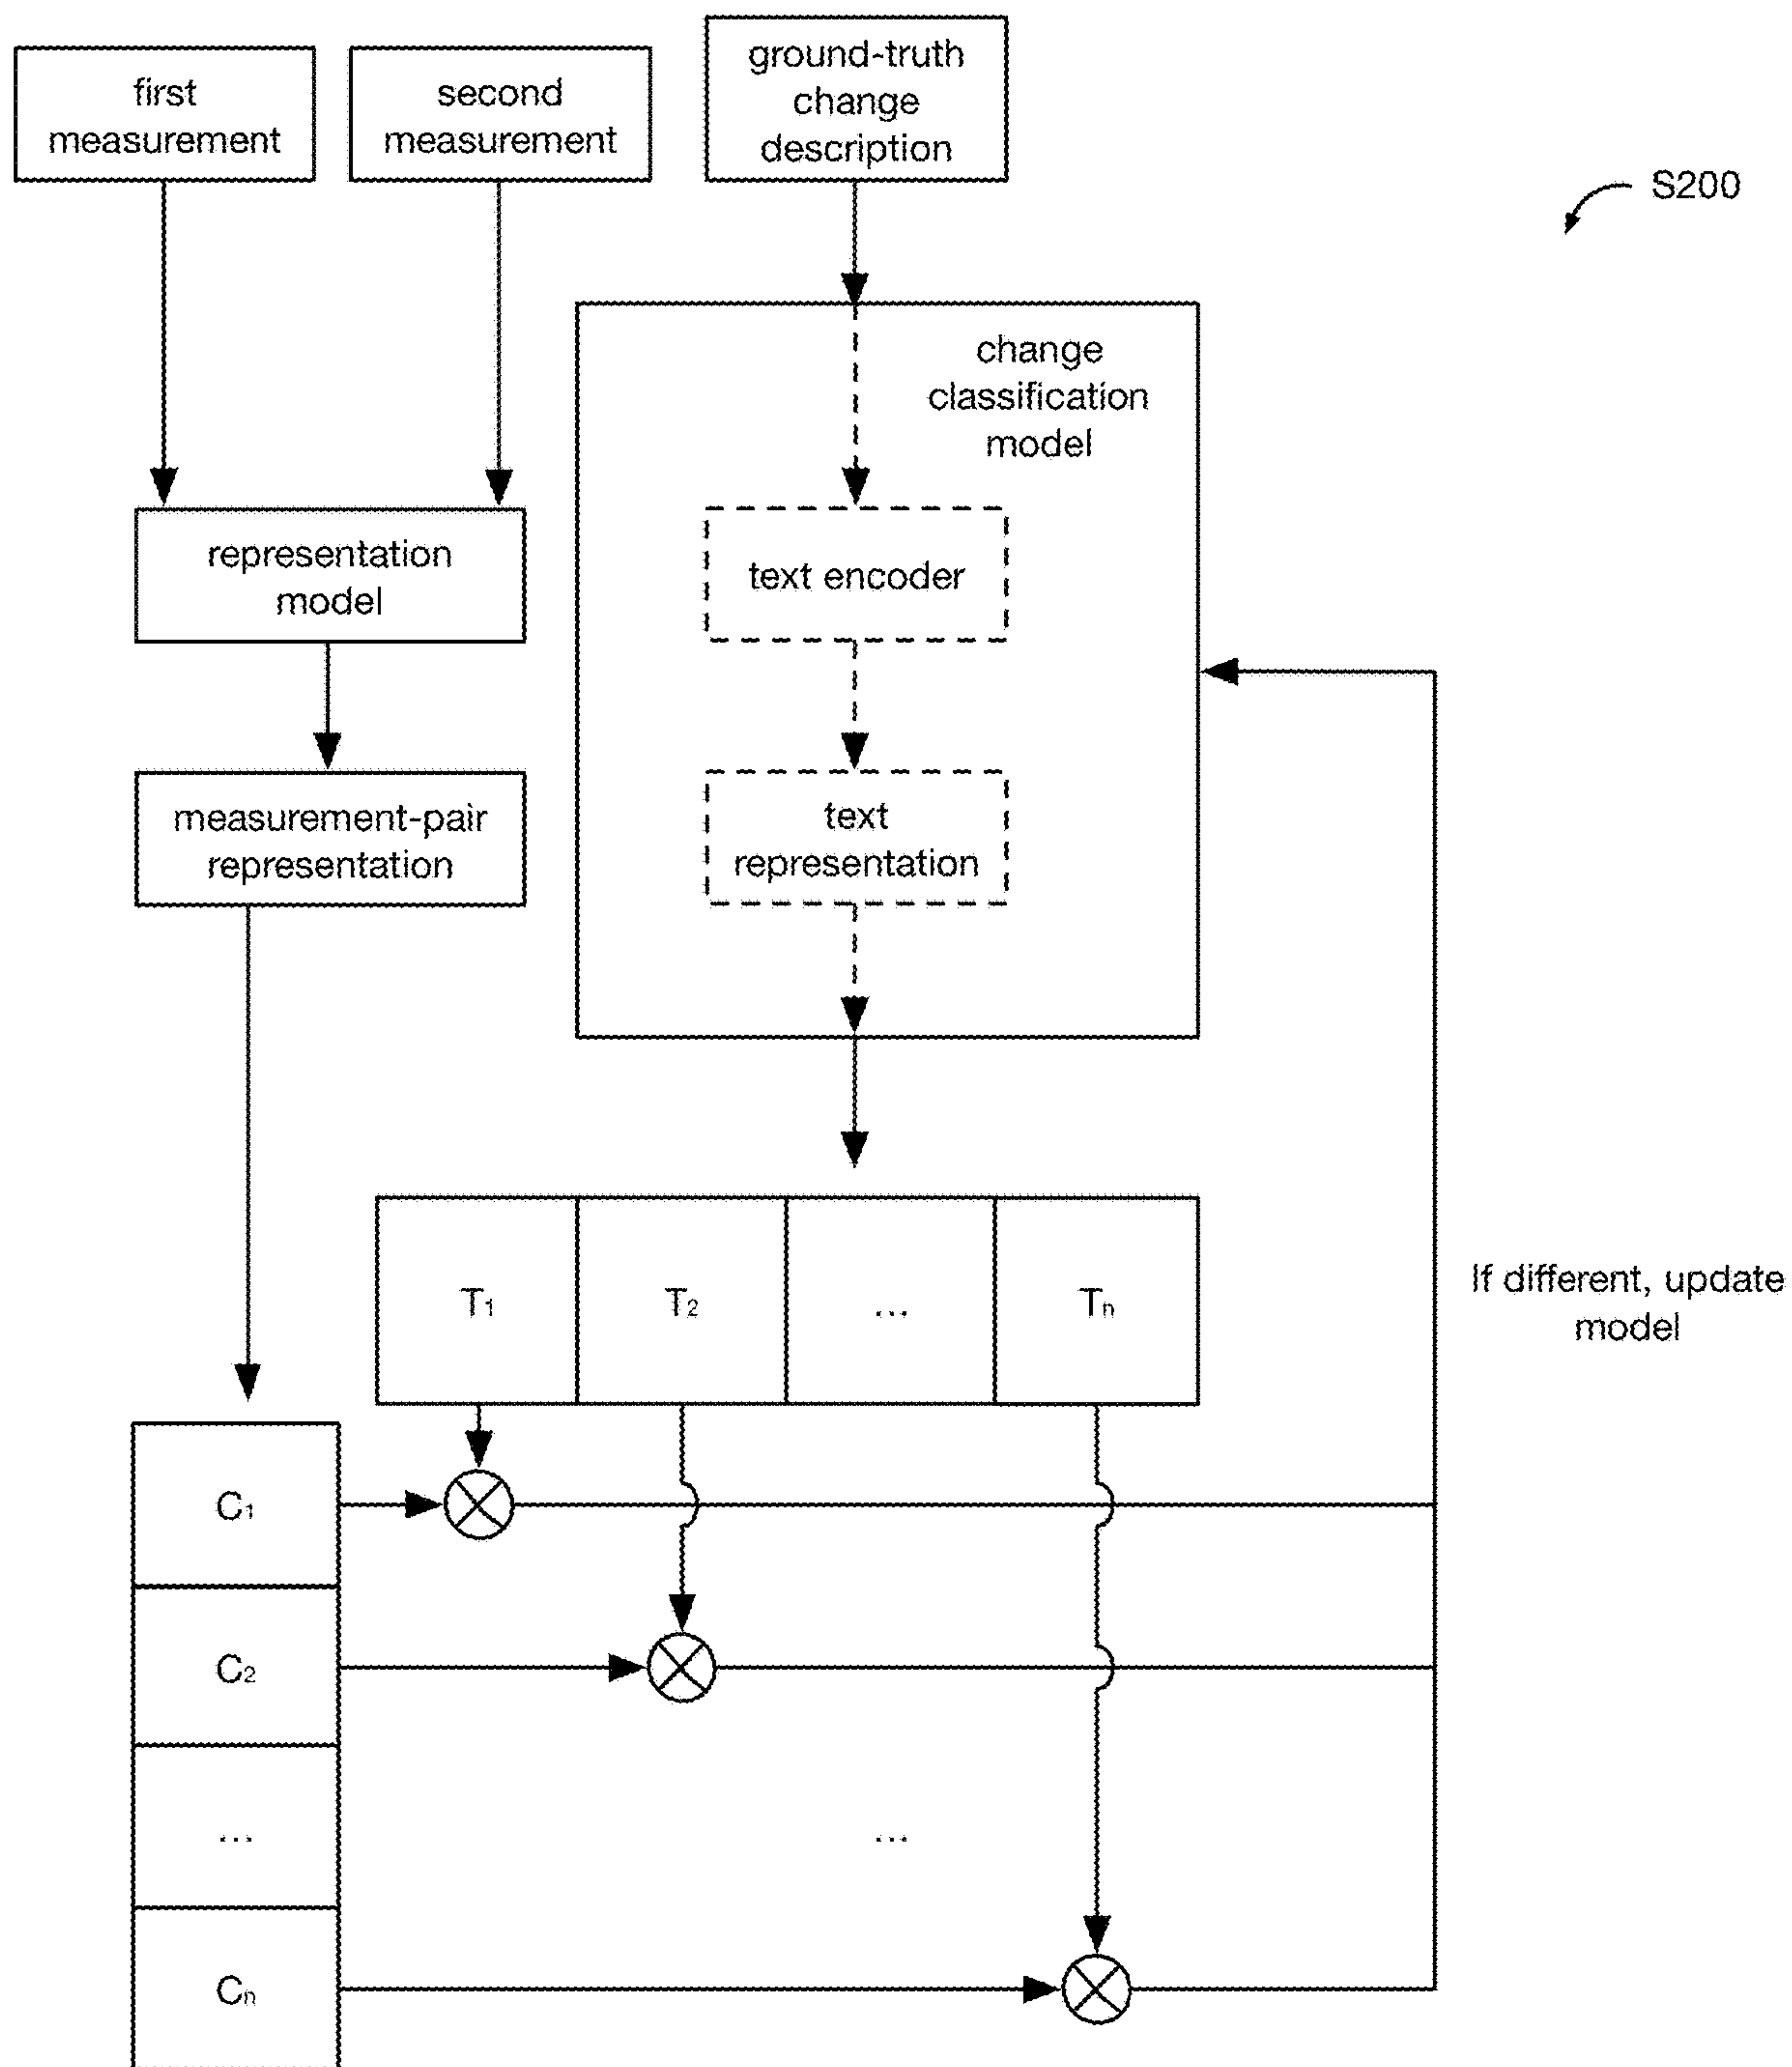 first
measurement
second
measurement
ground-truth
change
description
S200
change
classification
model
representation
model
text encoder
measurement-pair
representation
text
representation
T₁
T₂
...
Tₙ
If different, update
model
C₁
C₂
...
...
Cₙ